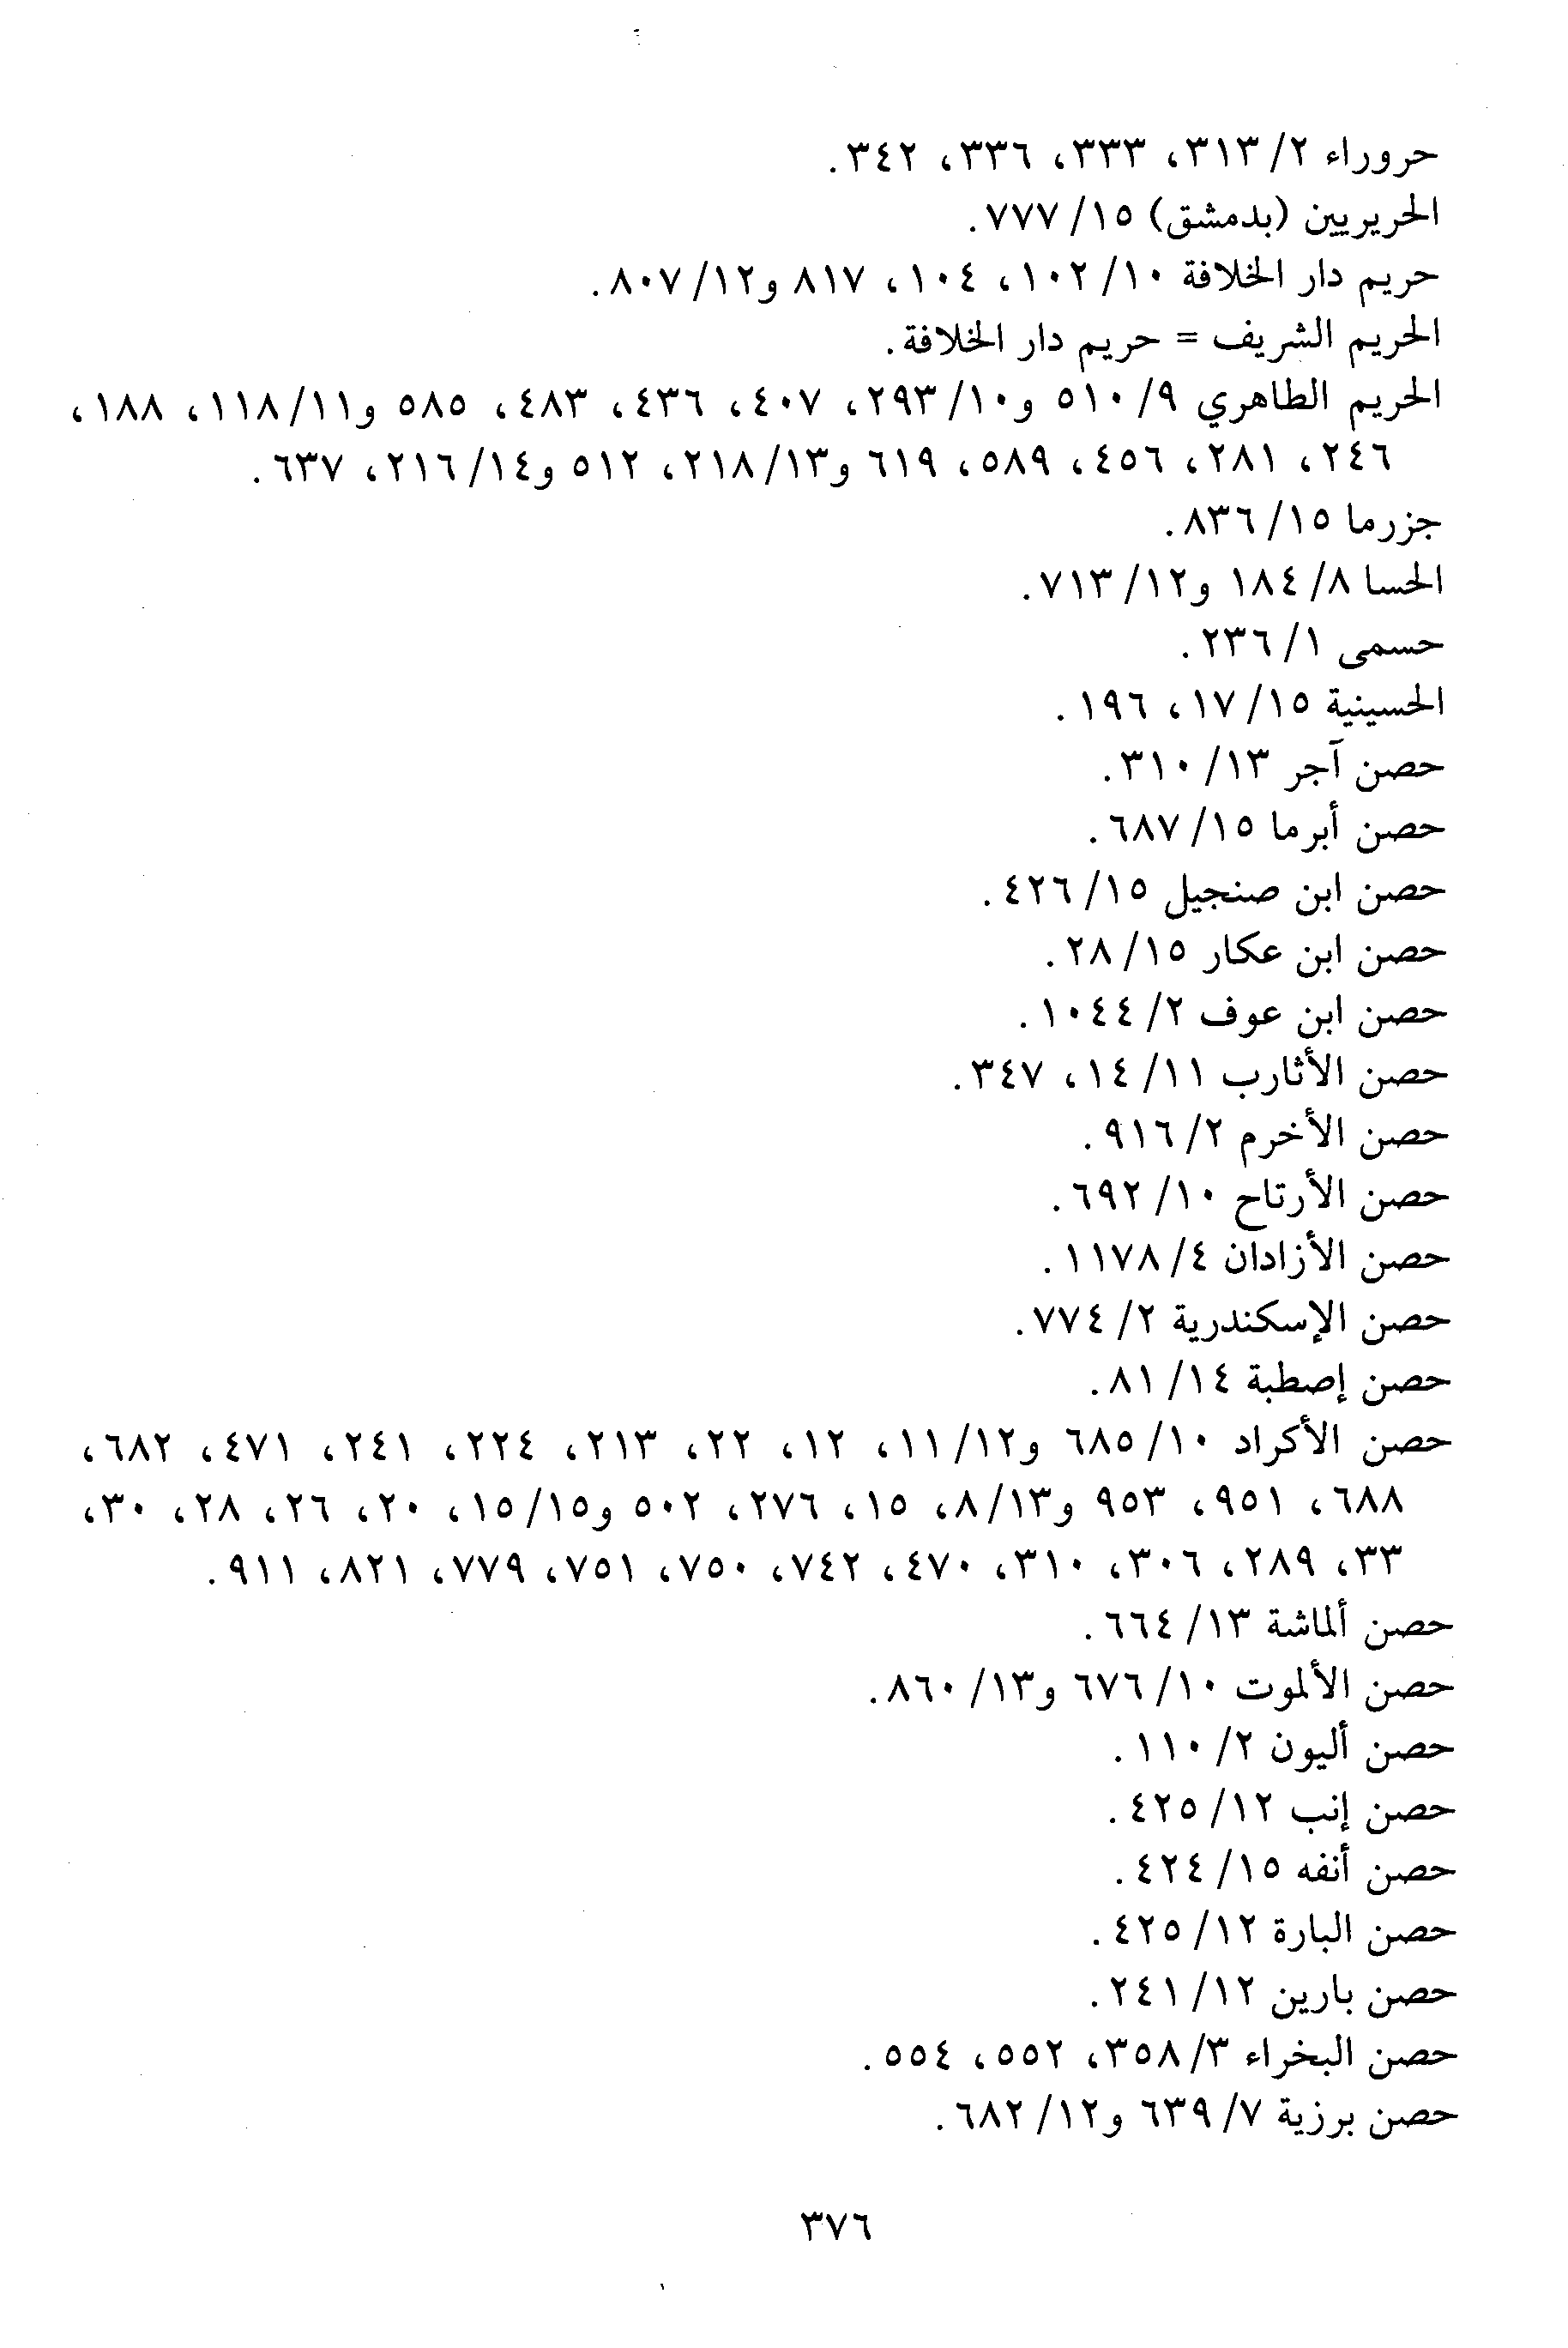 حروراء ٢/ ٣١٣، ٣٣٣، ٣٣٦، ٣٤٢.
الحريريين (بدمشق) ١٥/ ٧٧٧.
حريم دار الخلافة ١٠/ ١٠٢، ١٠٤، ٨١٧ و١٢/ ٨٠٧.
الحريم الشريف = حريم دار الخلافة.
الحريم الطاهري ٩/ ٥١٠ و١٠/ ٢٩٣، ٤٠٧، ٤٣٦، ٤٨٣، ٥٨٥ و١١/ ١١٨، ١٨٨،
٢٤٦، ٢٨١، ٤٥٦، ٥٨٩، ٦١٩ و١٣/ ٢١٨، ٥١٢ و١٤/ ٢١٦، ٦٣٧.
جزرما ١٥/ ٨٣٦.
الحسا ٨/ ١٨٤ و١٢/ ٧١٣.
حسمى ١/ ٢٣٦.
الحسينية ١٥/ ١٧، ١٩٦.
حصن آجر ١٣/ ٣١٠.
حصن أبرما ١٥/ ٦٨٧.
حصن ابن صنجيل ١٥/ ٤٢٦.
حصن ابن عكار ١٥/ ٢٨.
حصن ابن عوف ٢/ ١٠٤٤.
حصن الأثارب ١١/ ١٤، ٣٤٧.
حصن الأخرم ٢/ ٩١٦.
حصن الأرتاح ١٠/ ٦٩٢.
حصن الأزادان ٤/ ١١٧٨.
حصن الإسكندرية ٢/ ٧٧٤.
حصن إصطبة ١٤/ ٨١.
حصن الأكراد ١٠/ ٦٨٥ و١٢/ ١١، ١٢، ٢٢، ٢١٣، ٢٢٤، ٢٤١، ٤٧١، ٦٨٢،
٦٨٨، ٩٥١، ٩٥٣ و١٣/ ٨، ١٥، ٢٧٦، ٥٠٢ و١٥/ ١٥، ٢٠، ٢٦، ٢٨، ٣٠،
٣٣، ٢٨٩، ٣٠٦، ٣١٠، ٤٧٠، ٧٤٢، ٧٥٠، ٧٥١، ٧٧٩، ٨٢١، ٩١١.
حصن ألماشة ١٣/ ٦٦٤.
حصن الألموت ١٠/ ٦٧٦ و١٣/ ٨٦٠.
حصن أليون ٢/ ١١٠.
حصن إنب ١٢/ ٤٢٥.
حصن أنفه ١٥/ ٤٢٤.
حصن البارة ١٢/ ٤٢٥.
حصن بارين ١٢/ ٢٤١.
حصن البخراء ٣/ ٣٥٨، ٥٥٢، ٥٥٤.
حصن برزية ٧/ ٦٣٩ و١٢/ ٦٨٢.
٣٧٦